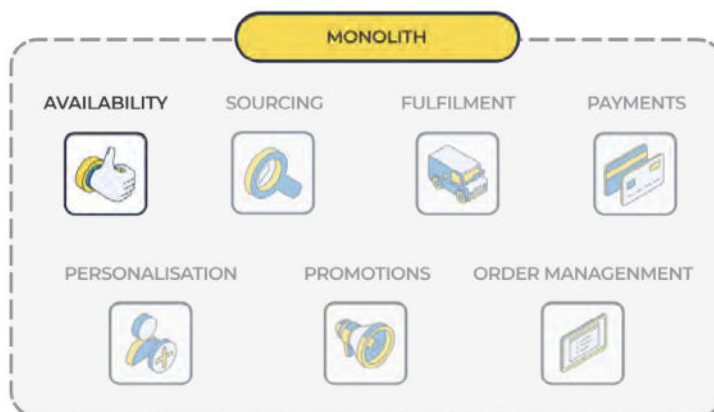 MONOLITH
AVAILABILITY SOURCING FULFILMENT PAYMENTS
PERSONALISATION PROMOTIONS ORDER MANAGENMENT